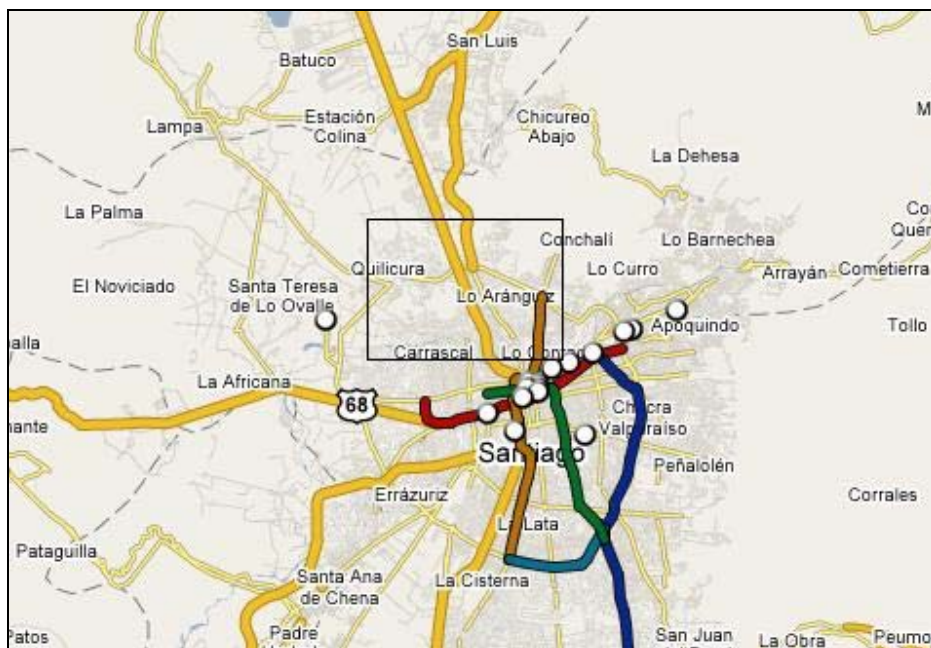 San Luis
Batuco
Estación
Colina
Chicureo
Abajo
Lampa
La Dehesa
La Palma
Conchalí
Lo Barnechea
Quilicura
Lo Curro
Arrayán
Cometierra
El Noviciado
Santa Teresa
de Lo Ovalle
Lo Aránguiz
Apoquindo
Tollo
Carrascal
La Africana
68
Chacra
Valparaíso
Santiago
Peñalolén
Errázuriz
Corrales
La Lata
Pataguilla
Santa Ana
de Chena
La Cisterna
Padre
San Juan
La Obra
Peumo
Patos